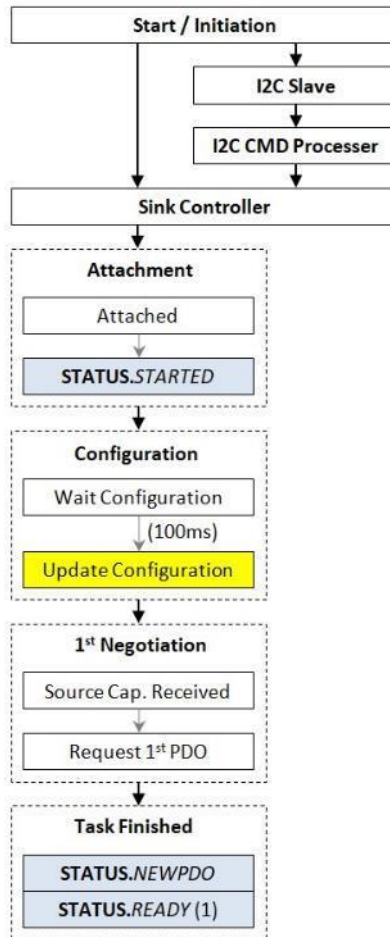 Start / Initiation
I2C Slave
I2C CMD Processer
Sink Controller
Attachment
Attached
STATUS.STARTED
Configuration
Wait Configuration
(100ms)
Update Configuration
1st Negotiation
Source Cap. Received
Request 1st PDO
Task Finished
STATUS.NEWPDO
STATUS.READY (1)